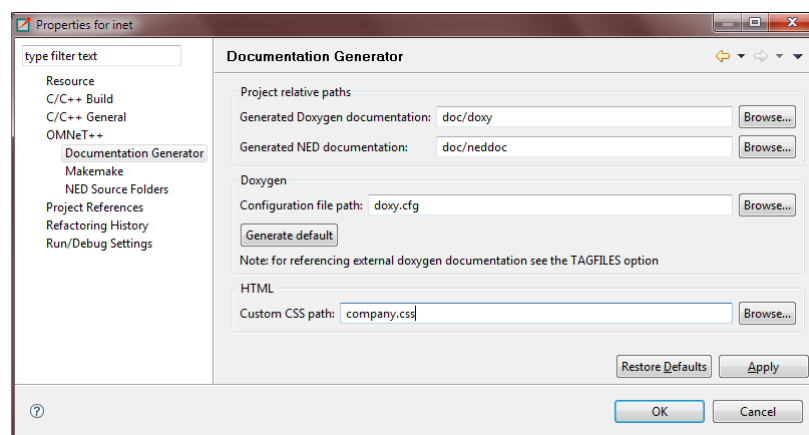 Properties for inet
type filter text
Resource
C/C++ Build
C/C++ General
OMNeT++
Documentation Generator
Makemake
NED Source Folders
Project References
Refactoring History
Run/Debug Settings
Documentation Generator
Project relative paths
Generated Doxygen documentation: doc/doxy Browse...
Generated NED documentation: doc/neddoc Browse...
Doxygen
Configuration file path: doxy.cfg Browse...
Generate default
Note: for referencing external doxygen documentation see the TAGFILES option
HTML
Custom CSS path: company.css Browse...
Restore Defaults Apply
? OK Cancel